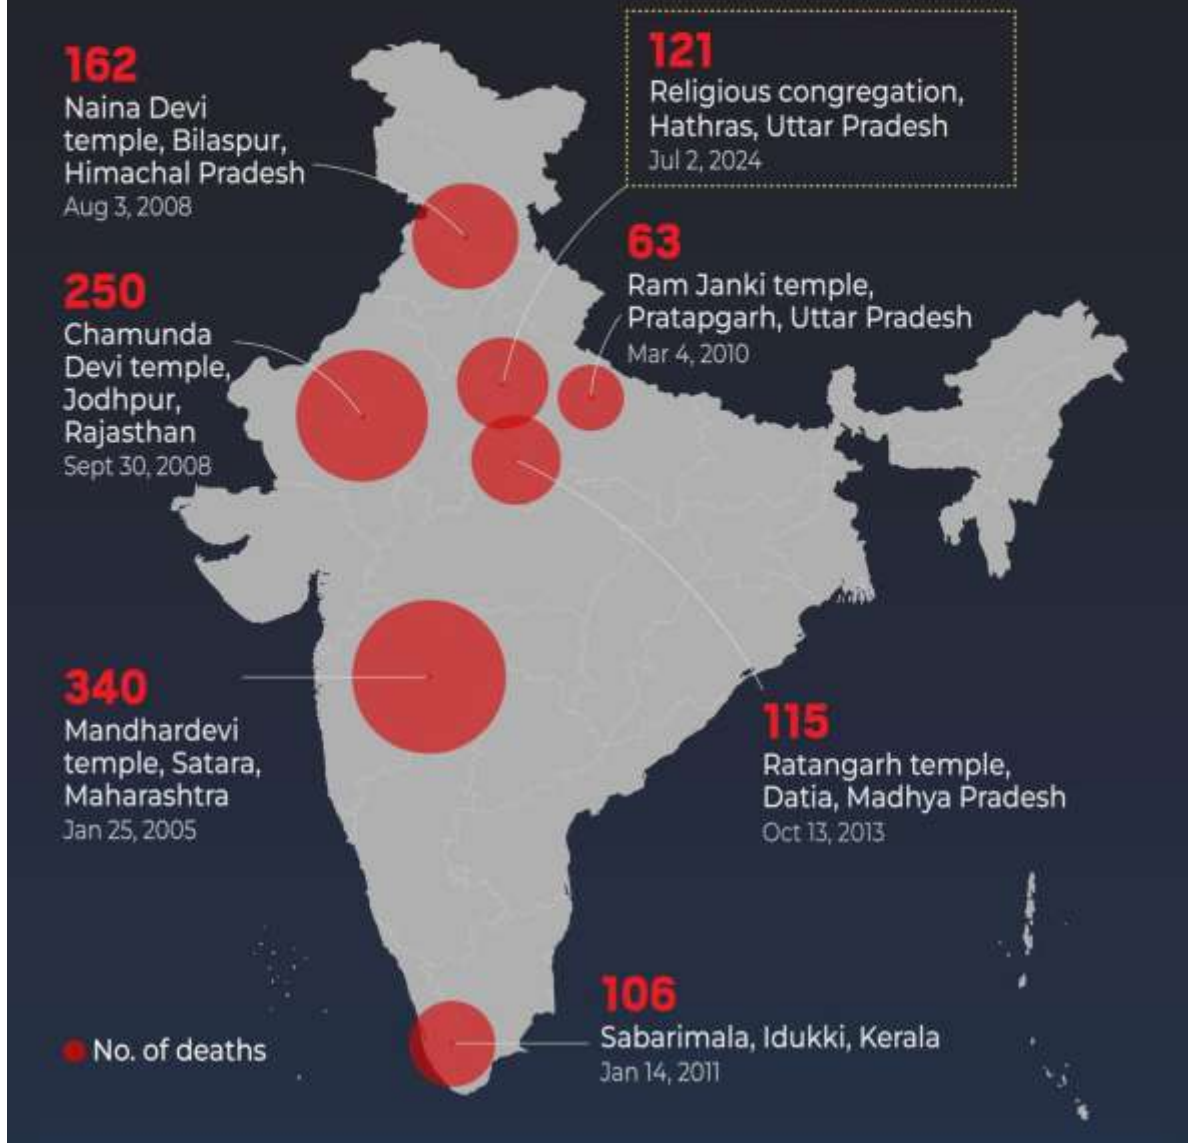 162
Naina Devi
temple, Bilaspur,
Himachal Pradesh
Aug 3, 2008
121
Religious congregation,
Hathras, Uttar Pradesh
Jul 2, 2024
63
Ram Janki temple,
Pratapgarh, Uttar Pradesh
Mar 4, 2010
250
Chamunda
Devi temple,
Jodhpur,
Rajasthan
Sept 30, 2008
340
Mandhardevi
temple, Satara,
Maharashtra
Jan 25, 2005
115
Ratangarh temple,
Datia, Madhya Pradesh
Oct 13, 2013
106
Sabarimala, Idukki, Kerala
Jan 14, 2011
No. of deaths